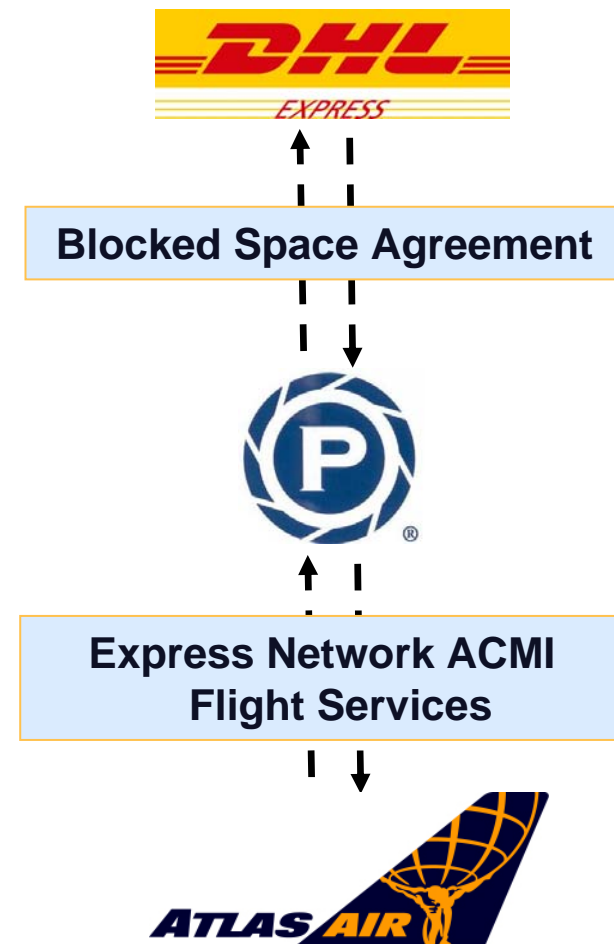 DHL
EXPRESS
Blocked Space Agreement
P
®
Express Network ACMI
Flight Services
ATLAS AIR